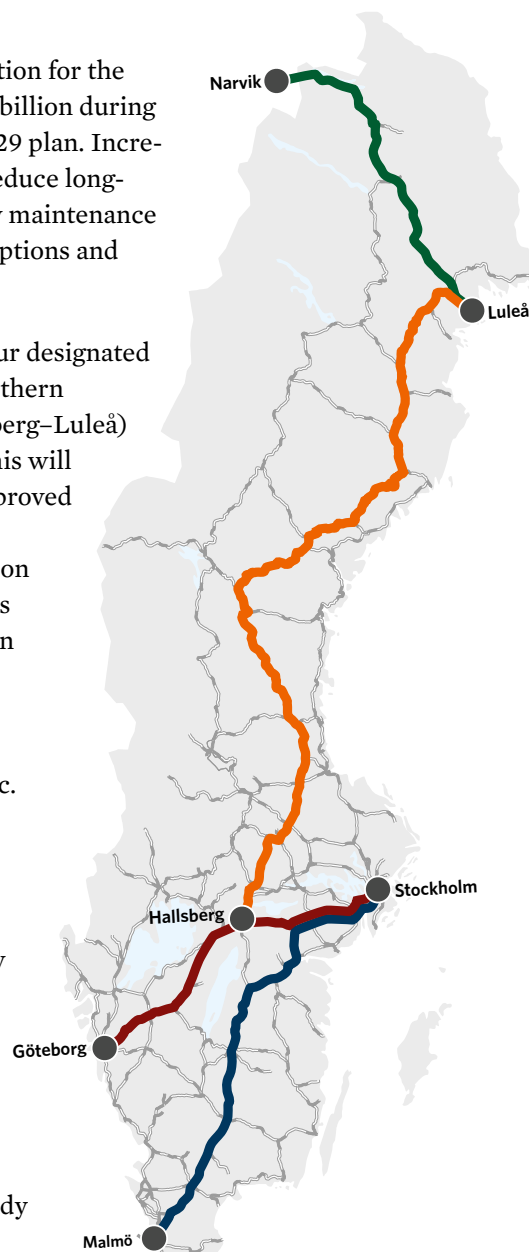 tion for the
billion during
29 plan. Incre-
educe long-
maintenance
ptions and
ur designated
thern
berg–Luleå)
his will
proved
on
s
n
c.
y
dy
Narvik
Luleå
Stockholm
Hallsberg
Göteborg
Malmö